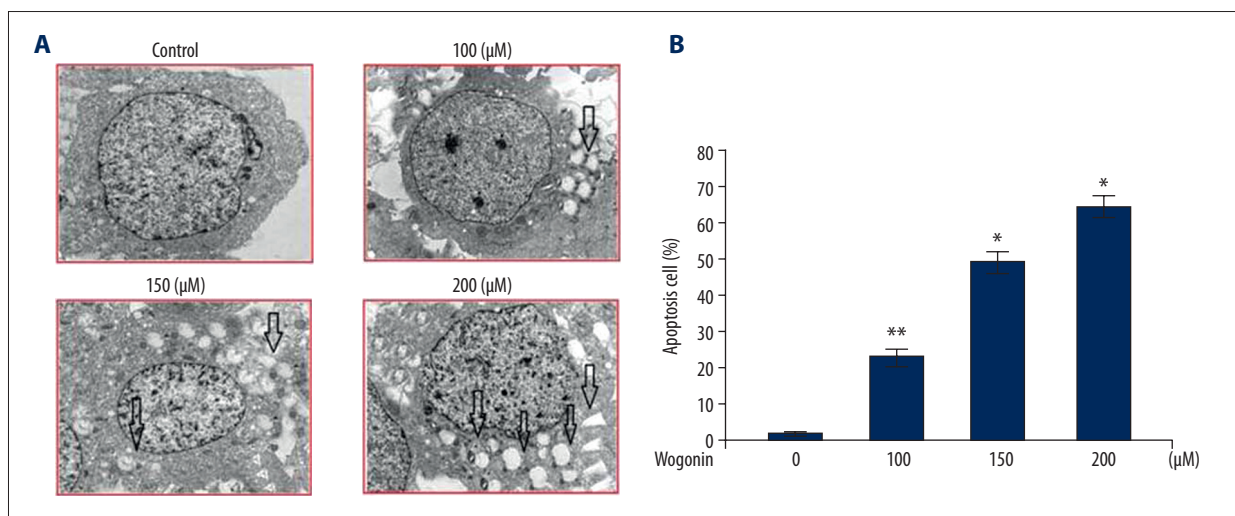 A
Control
100 (μM)
150 (μM)
200 (μM)
B
Apoptosis cell (%)
80
70
60
50
40
30
20
10
0
**
*
*
Wogonin 0 100 150 200 (μM)